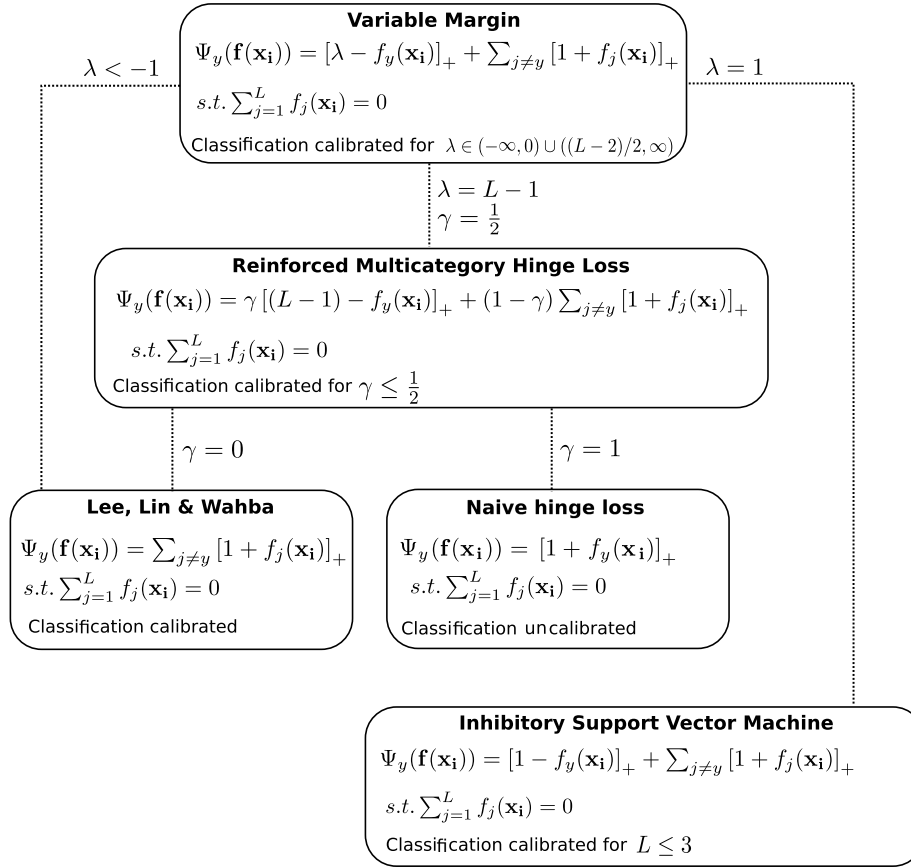 Variable Margin
Ψ_y(f(x_i)) = [λ − f_y(x_i)]_+ + ∑_{j≠y} [1 + f_j(x_i)]_+
s.t. ∑_{j=1}^{L} f_j(x_i) = 0
Classification calibrated for λ ∈ (−∞, 0) ∪ ((L − 2)/2, ∞)
λ < −1
λ = 1
λ = L − 1
γ = 1/2
Reinforced Multicategory Hinge Loss
Ψ_y(f(x_i)) = γ [(L − 1) − f_y(x_i)]_+ + (1 − γ) ∑_{j≠y} [1 + f_j(x_i)]_+
s.t. ∑_{j=1}^{L} f_j(x_i) = 0
Classification calibrated for γ ≤ 1/2
γ = 0
γ = 1
Lee, Lin & Wahba
Ψ_y(f(x_i)) = ∑_{j≠y} [1 + f_j(x_i)]_+
s.t. ∑_{j=1}^{L} f_j(x_i) = 0
Classification calibrated
Naive hinge loss
Ψ_y(f(x_i)) = [1 + f_y(x_i)]_+
s.t. ∑_{j=1}^{L} f_j(x_i) = 0
Classification uncalibrated
Inhibitory Support Vector Machine
Ψ_y(f(x_i)) = [1 − f_y(x_i)]_+ + ∑_{j≠y} [1 + f_j(x_i)]_+
s.t. ∑_{j=1}^{L} f_j(x_i) = 0
Classification calibrated for L ≤ 3